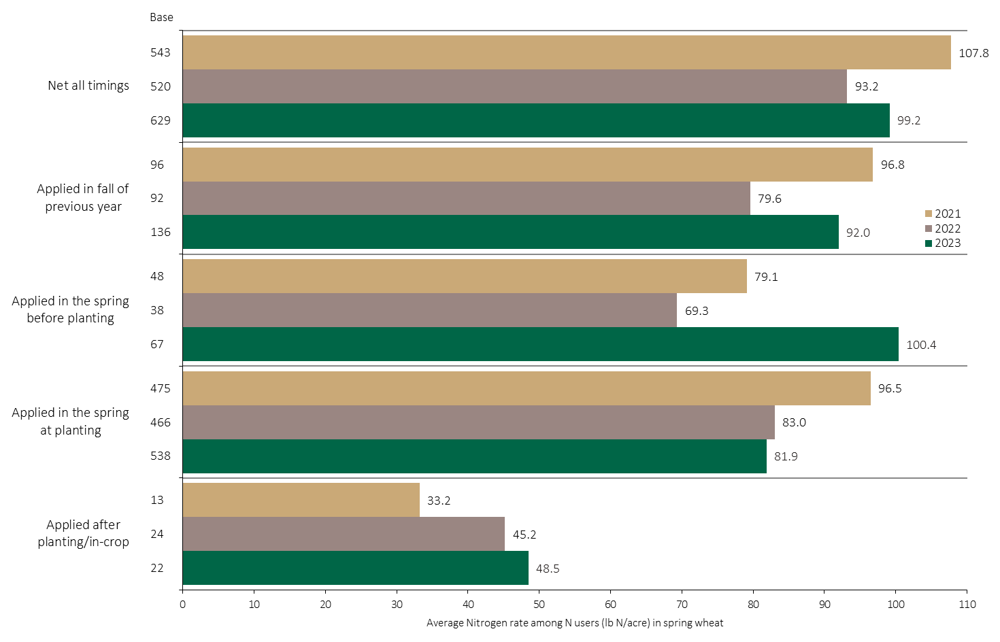 Base
543
107.8
Net all timings
520
93.2
629
99.2
96
96.8
Applied in fall of
previous year
92
79.6
136
92.0
2021
2022
2023
48
79.1
Applied in the spring
before planting
38
69.3
67
100.4
475
96.5
Applied in the spring
at planting
466
83.0
538
81.9
13
33.2
Applied after
planting/in-crop
24
45.2
22
48.5
0 10 20 30 40 50 60 70 80 90 100 110
Average Nitrogen rate among N users (lb N/acre) in spring wheat